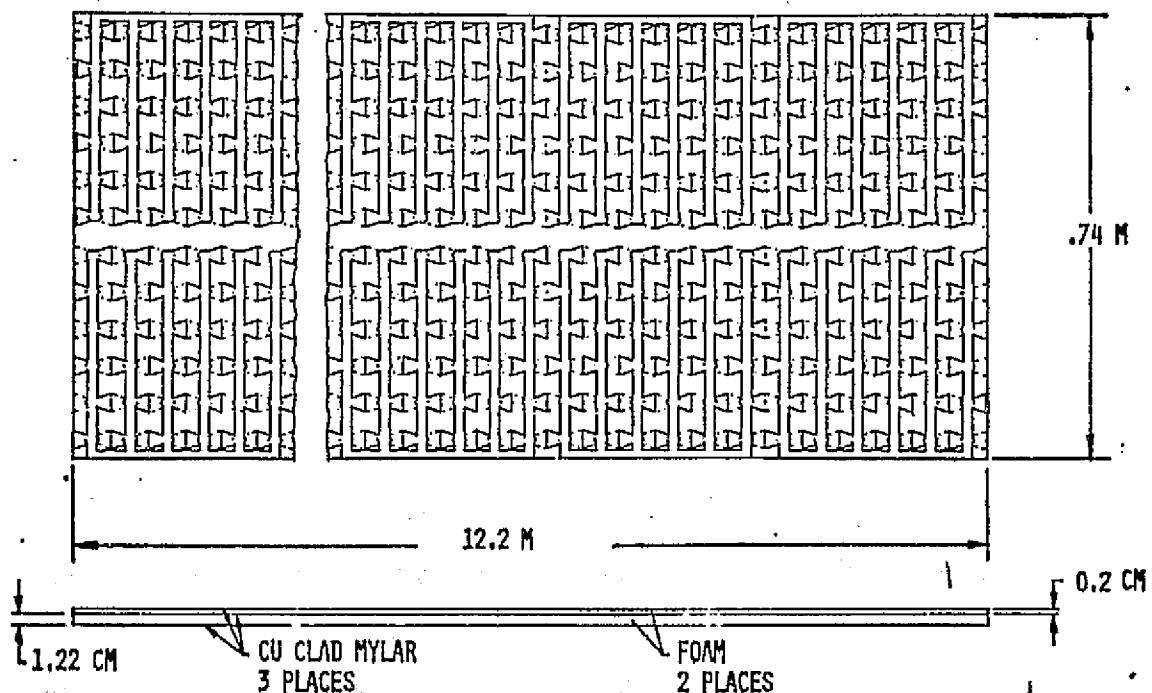 .74 M
12.2 M
0.2 CM
1.22 CM
CU CLAD MYLAR
3 PLACES
FOAM
2 PLACES